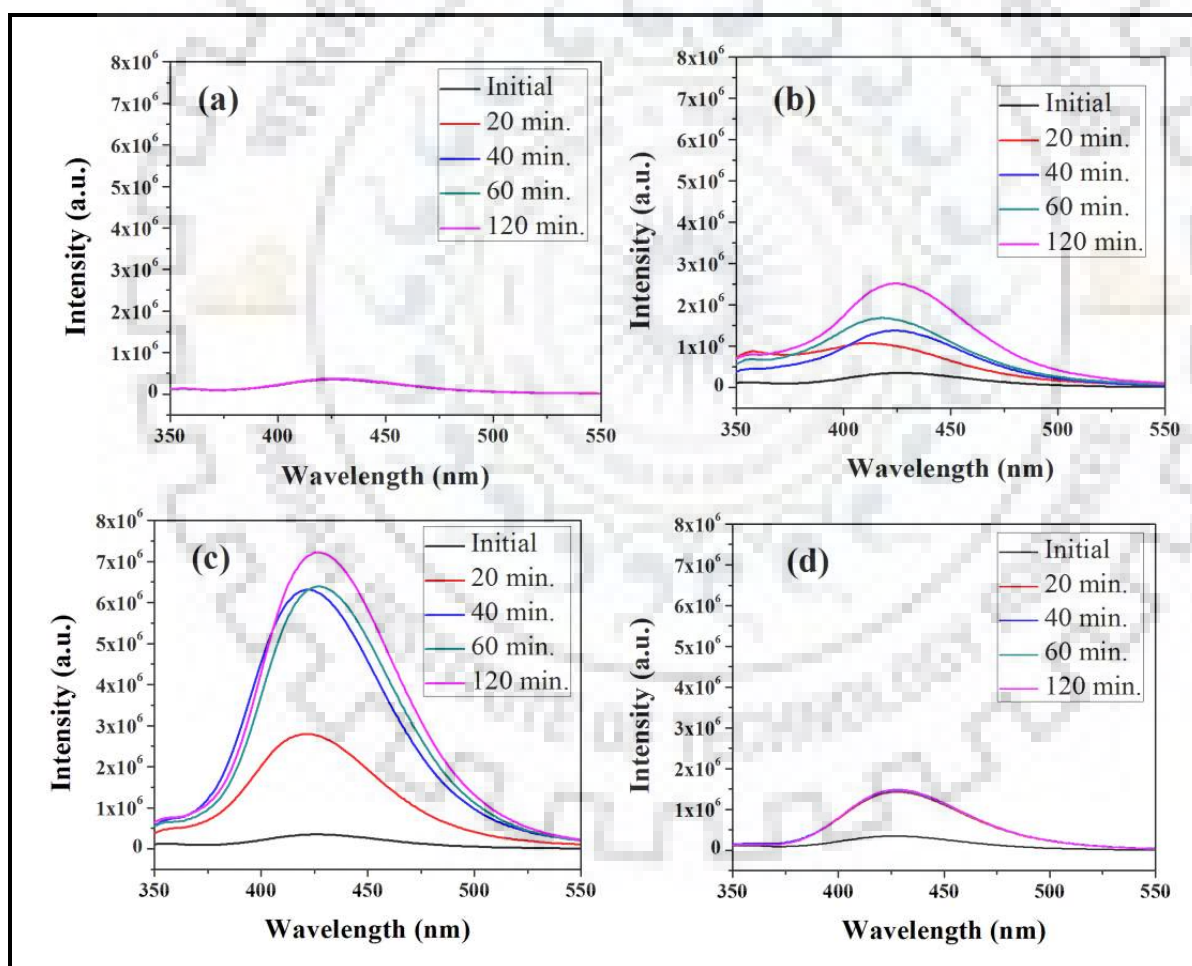 (a)
Initial
20 min.
40 min.
60 min.
120 min.
8x10⁶
7x10⁶
6x10⁶
5x10⁶
4x10⁶
3x10⁶
2x10⁶
1x10⁶
0
Intensity (a.u.)
350 400 450 500 550
Wavelength (nm)
(b)
Initial
20 min.
40 min.
60 min.
120 min.
8x10⁶
7x10⁶
6x10⁶
5x10⁶
4x10⁶
3x10⁶
2x10⁶
1x10⁶
0
Intensity (a.u.)
350 400 450 500 550
Wavelength (nm)
(c)
Initial
20 min.
40 min.
60 min.
120 min.
8x10⁶
7x10⁶
6x10⁶
5x10⁶
4x10⁶
3x10⁶
2x10⁶
1x10⁶
0
Intensity (a.u.)
350 400 450 500 550
Wavelength (nm)
(d)
Initial
20 min.
40 min.
60 min.
120 min.
8x10⁶
7x10⁶
6x10⁶
5x10⁶
4x10⁶
3x10⁶
2x10⁶
1x10⁶
0
Intensity (a.u.)
350 400 450 500 550
Wavelength (nm)